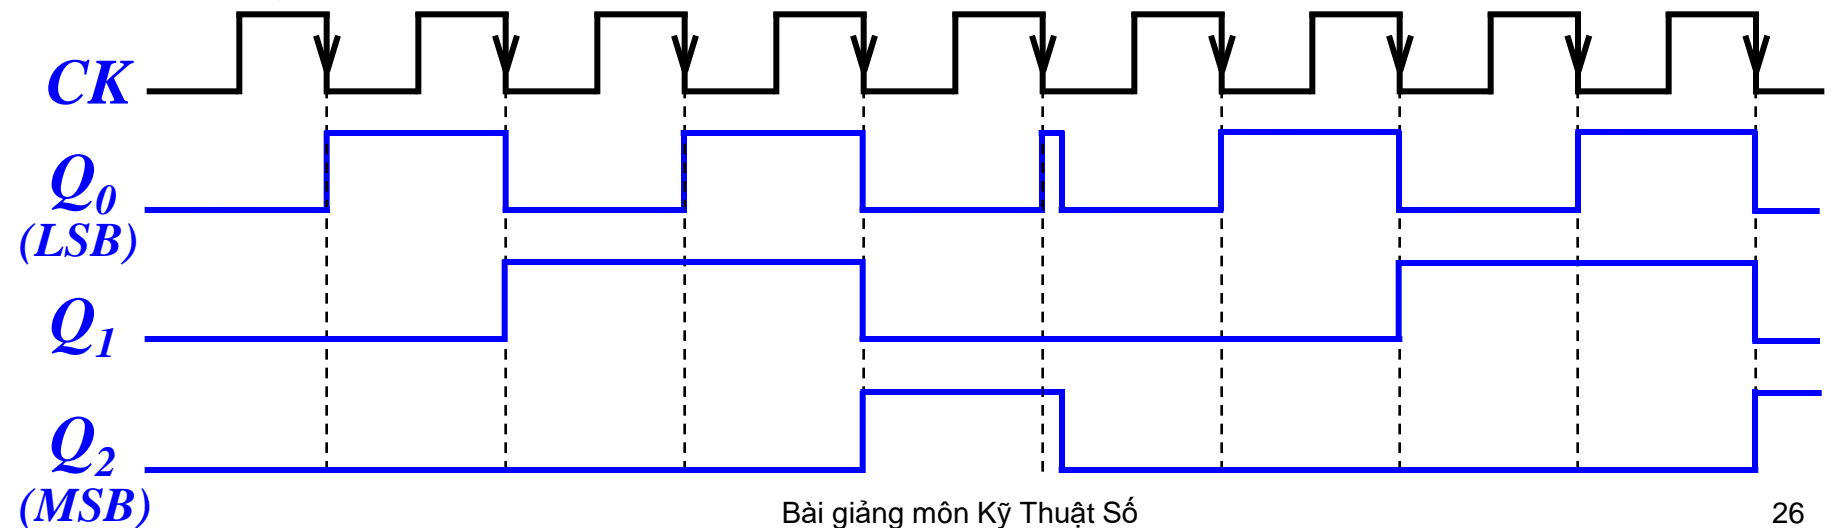 CK
Q0
(LSB)
Q1
Q2
(MSB)
Bài giảng môn Kỹ Thuật Số
26